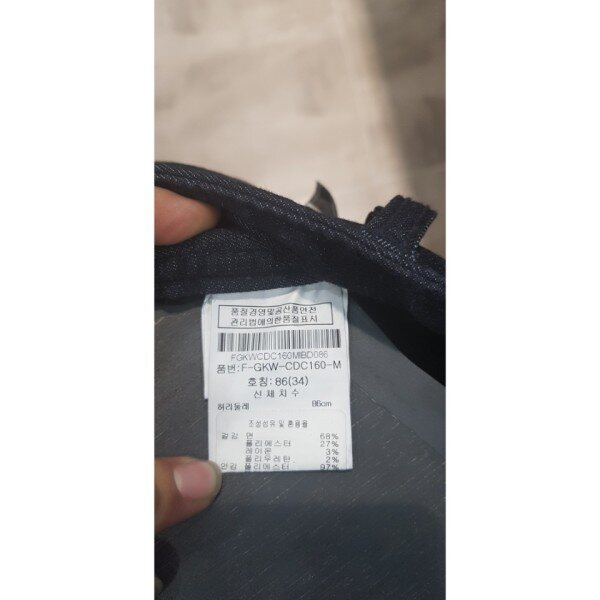 품질경영및공산품안전
관리법에의한품질표시
FGKWCDC160MIBD086
품번:F-GKW-CDC160-M
호칭:86(34)
신체치수
허리둘레 86cm
조성섬유 및 혼용율
겉감 면 68%
폴리에스터 27%
레이온 3%
폴리우레탄 2%
안감 폴리에스터 97%